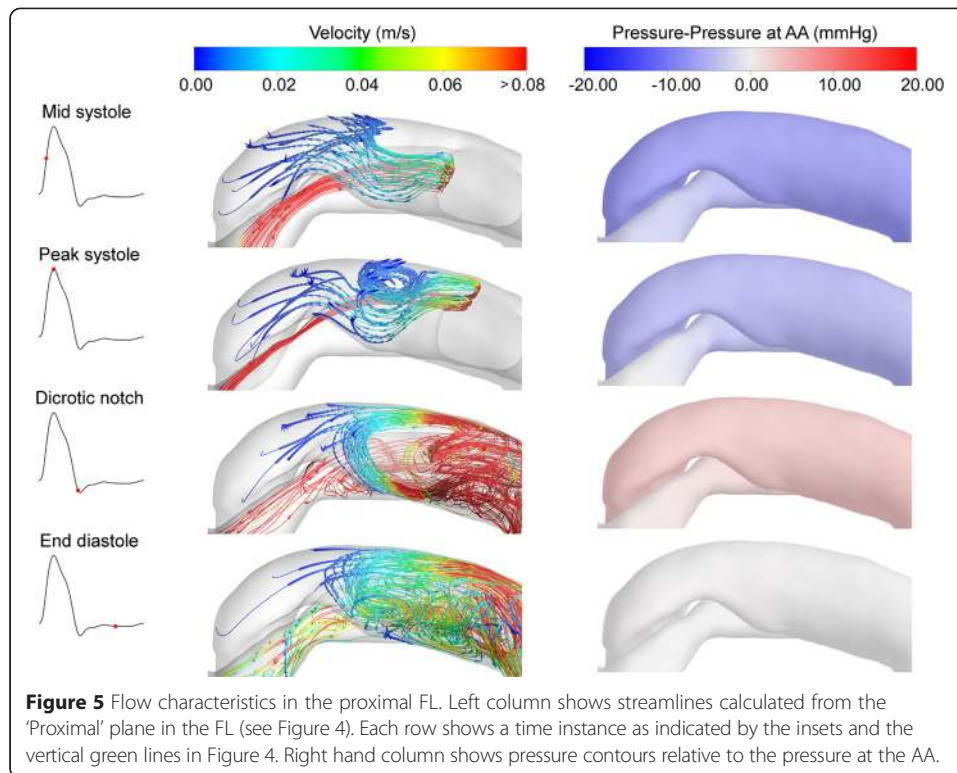 Velocity (m/s)
Pressure-Pressure at AA (mmHg)
0.00 0.02 0.04 0.06 >0.08
-20.00 -10.00 0.00 10.00 20.00
Mid systole
Peak systole
Dicrotic notch
End diastole
Figure 5 Flow characteristics in the proximal FL. Left column shows streamlines calculated from the
'Proximal' plane in the FL (see Figure 4). Each row shows a time instance as indicated by the insets and the
vertical green lines in Figure 4. Right hand column shows pressure contours relative to the pressure at the AA.